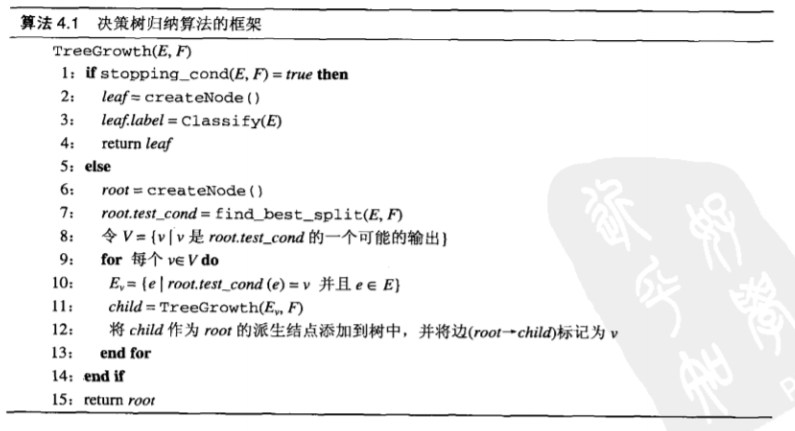 算法 4.1 决策树归纳算法的框架
TreeGrowth(E, F)
1: if stopping_cond(E, F) = true then
2: leaf = createNode()
3: leaf.label = Classify(E)
4: return leaf
5: else
6: root = createNode()
7: root.test_cond = find_best_split(E, F)
8: 令 V = {v | v 是 root.test_cond 的一个可能的输出}
9: for 每个 v∈V do
10: Ev = {e | root.test_cond (e) = v 并且 e ∈ E}
11: child = TreeGrowth(Ev, F)
12: 将 child 作为 root 的派生结点添加到树中，并将边(root→child)标记为 v
13: end for
14: end if
15: return root